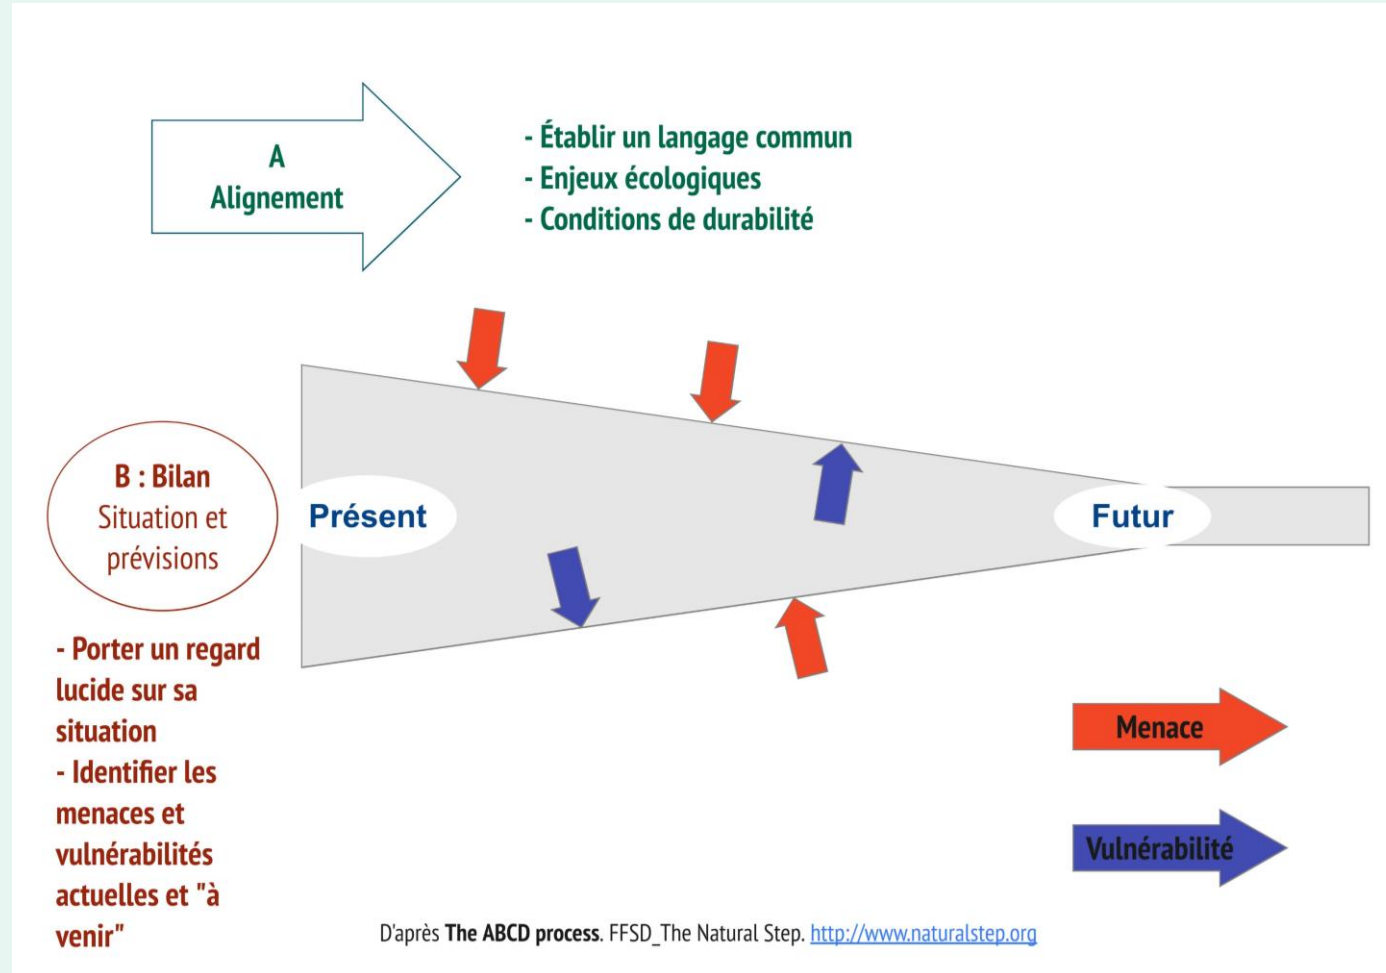 A
Alignement
- Établir un langage commun
- Enjeux écologiques
- Conditions de durabilité
B : Bilan
Situation et
prévisions
Présent
Futur
- Porter un regard
lucide sur sa
situation
- Identifier les
menaces et
vulnérabilités
actuelles et "à
venir"
Menace
Vulnérabilité
D'après The ABCD process. FFSD_The Natural Step. http://www.naturalstep.org